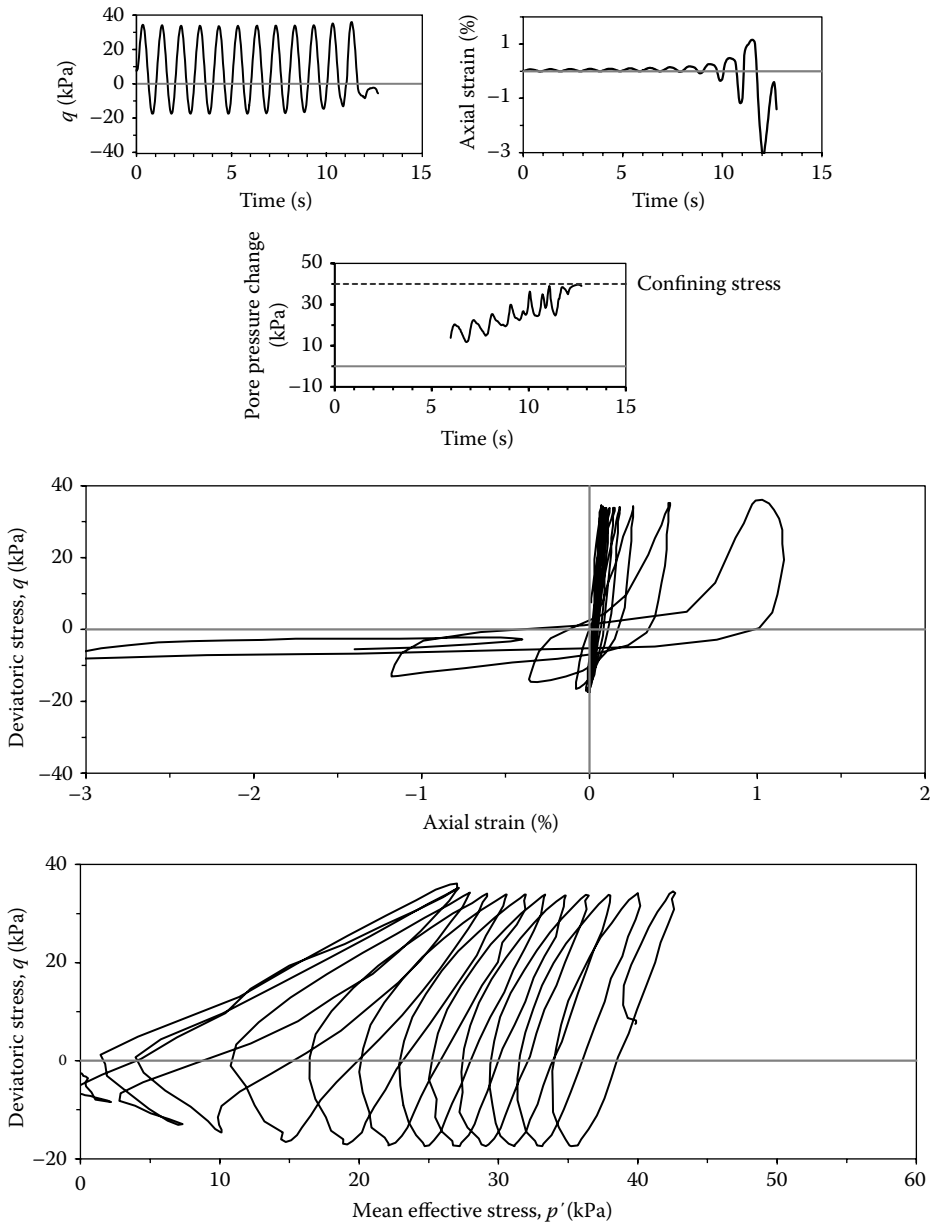 q (kPa)
40
20
0
−20
−40
0 5 10 15
Time (s)
Axial strain (%)
1
−1
−3
0 5 10 15
Time (s)
Pore pressure change
(kPa)
50
30
10
−10
0 5 10 15
Time (s)
Confining stress
Deviatoric stress, q (kPa)
40
20
0
−20
−40
−3 −2 −1 0 1 2
Axial strain (%)
Deviatoric stress, q (kPa)
40
20
0
−20
0 10 20 30 40 50 60
Mean effective stress, p′ (kPa)